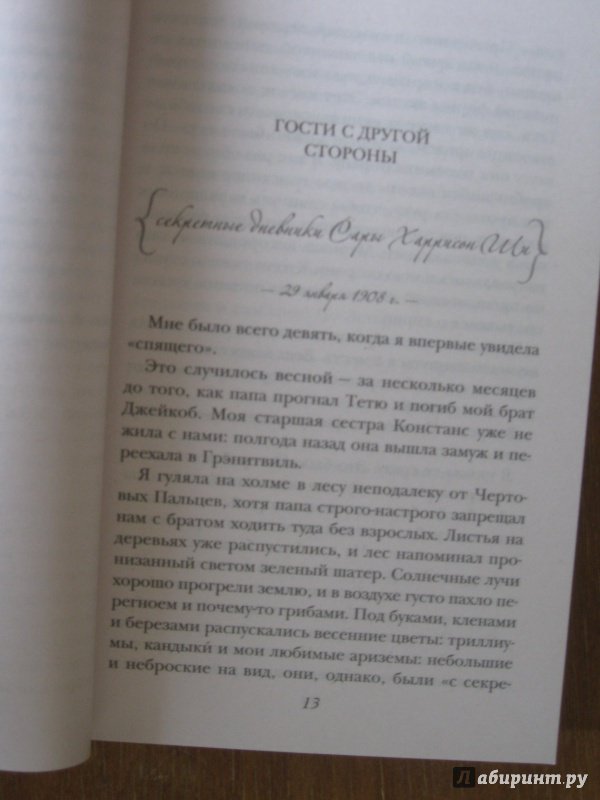 ГОСТИ С ДРУГОЙ
СТОРОНЫ
{секретные дневники Сары Харрисон Ши}
— 29 января 1908 г. —
Мне было всего девять, когда я впервые увидела
«спящего».
Это случилось весной — за несколько месяцев
до того, как папа прогнал Тетю и погиб мой брат
Джейкоб. Моя старшая сестра Констанс уже не
жила с нами: полгода назад она вышла замуж и пе-
реехала в Грэнитвиль.
Я гуляла на холме в лесу неподалеку от Черто-
вых Пальцев, хотя папа строго-настрого запрещал
нам с братом ходить туда без взрослых. Листья на
деревьях уже распустились, и лес напоминал про-
низанный светом зеленый шатер. Солнечные лучи
хорошо прогрели землю, и в воздухе густо пахло пе-
регноем и почему-то грибами. Под буками, кленами
и березами распускались весенние цветы: триллиу-
мы, кандыки́ и мои любимые ариземы: небольшие
и неброские на вид, они, однако, были «с секре-
13
Лабиринт.ру